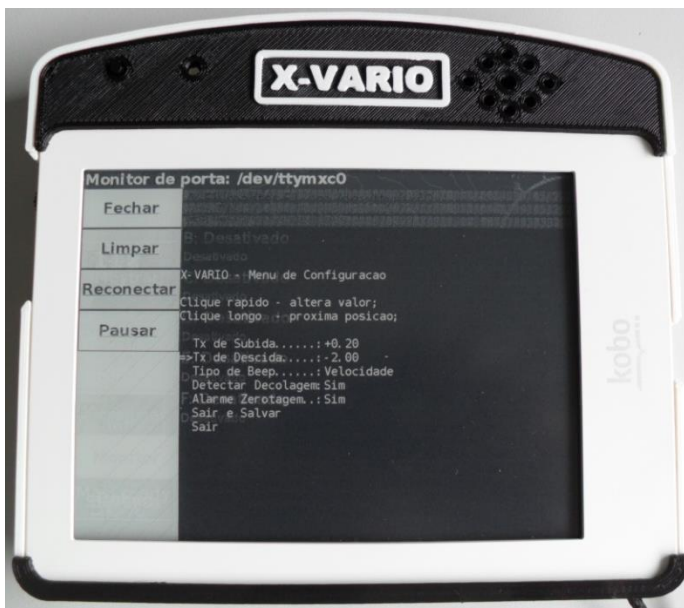 X-VARIO
Monitor de porta: /dev/ttymxc0
Fechar
Limpar
Reconectar
Pausar
B: Desativado
Desativado
X-VARIO - Menu de Configuracao
Clique rapido - altera valor;
Clique longo - proxima posicao;
Tx de Subida......:+0,20
=>Tx de Descida.....:-2,00
Tipo de Beep......:Velocidade
Detectar Decolagem:Sim
Alarme Zerotagem..:Sim
Sair e Salvar
Sair
kobo